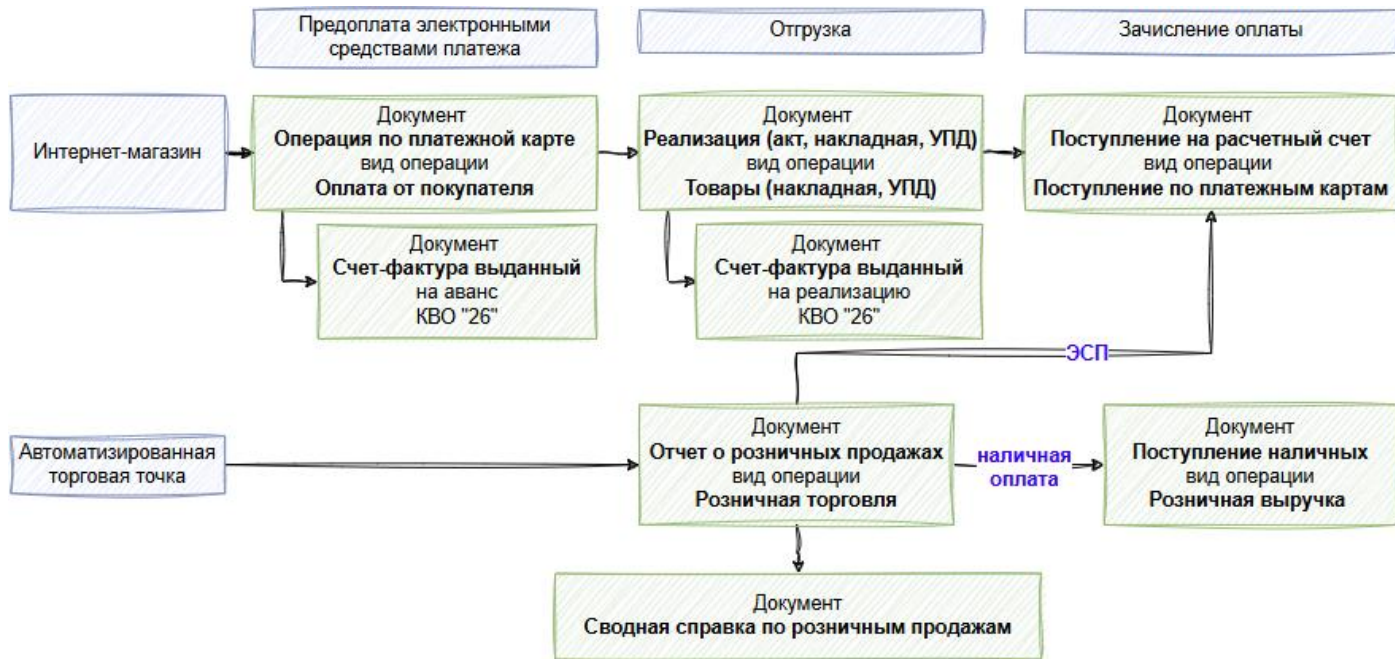 Предоплата электронными
средствами платежа
Отгрузка
Зачисление оплаты
Интернет-магазин
Документ
Операция по платежной карте
вид операции
Оплата от покупателя
Документ
Реализация (акт, накладная, УПД)
вид операции
Товары (накладная, УПД)
Документ
Поступление на расчетный счет
вид операции
Поступление по платежным картам
Документ
Счет-фактура выданный
на аванс
КВО "26"
Документ
Счет-фактура выданный
на реализацию
КВО "26"
ЭСП
Автоматизированная
торговая точка
Документ
Отчет о розничных продажах
вид операции
Розничная торговля
наличная
оплата
Документ
Поступление наличных
вид операции
Розничная выручка
Документ
Сводная справка по розничным продажам